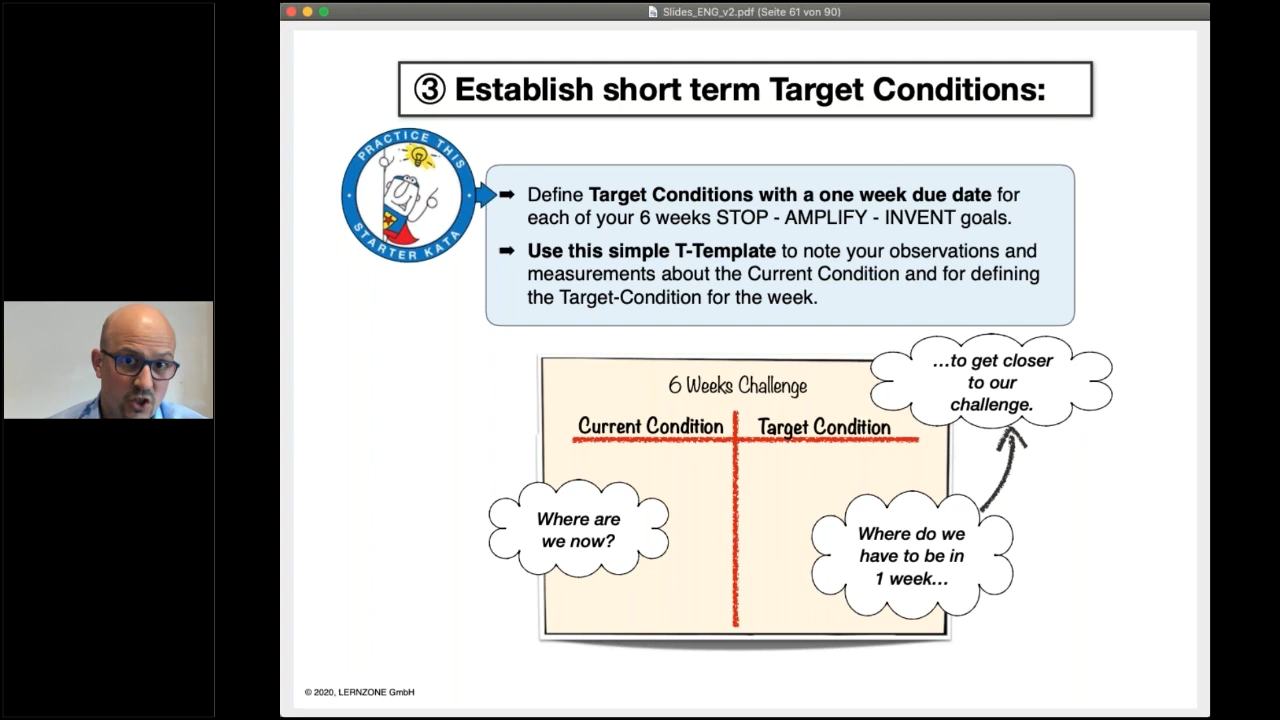 Slides_ENG_v2.pdf (Seite 61 von 90)
③ Establish short term Target Conditions:
PRACTICE THIS
STARTER KATA
➡ Define Target Conditions with a one week due date for
each of your 6 weeks STOP - AMPLIFY - INVENT goals.
➡ Use this simple T-Template to note your observations and
measurements about the Current Condition and for defining
the Target-Condition for the week.
6 Weeks Challenge
Current Condition
Target Condition
…to get closer
to our
challenge.
Where are
we now?
Where do we
have to be in
1 week…
© 2020, LERNZONE GmbH